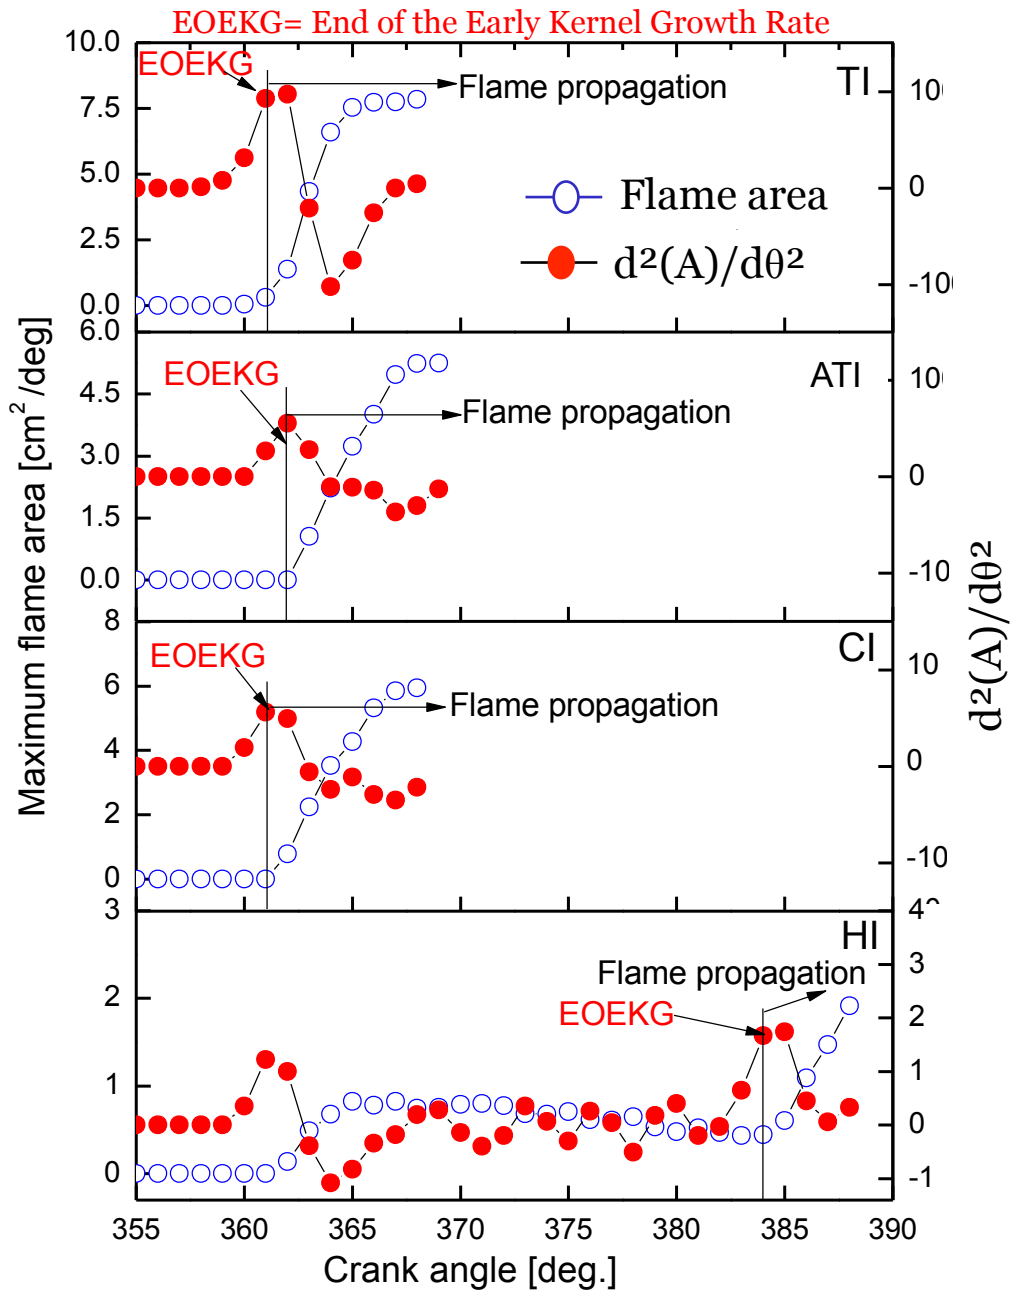 EOEKG= End of the Early Kernel Growth Rate
10.0
7.5
5.0
2.5
0.0
EOEKG
Flame propagation
TI
Flame area
d²(A)/dθ²
10
0
-10
6.0
4.5
3.0
1.5
0.0
EOEKG
Flame propagation
ATI
10
0
-10
8
6
4
2
0
EOEKG
Flame propagation
CI
10
0
-10
3
2
1
0
HI
Flame propagation
EOEKG
4
3
2
1
0
-1
355 360 365 370 375 380 385 390
Crank angle [deg.]
Maximum flame area [cm² /deg]
d²(A)/dθ²